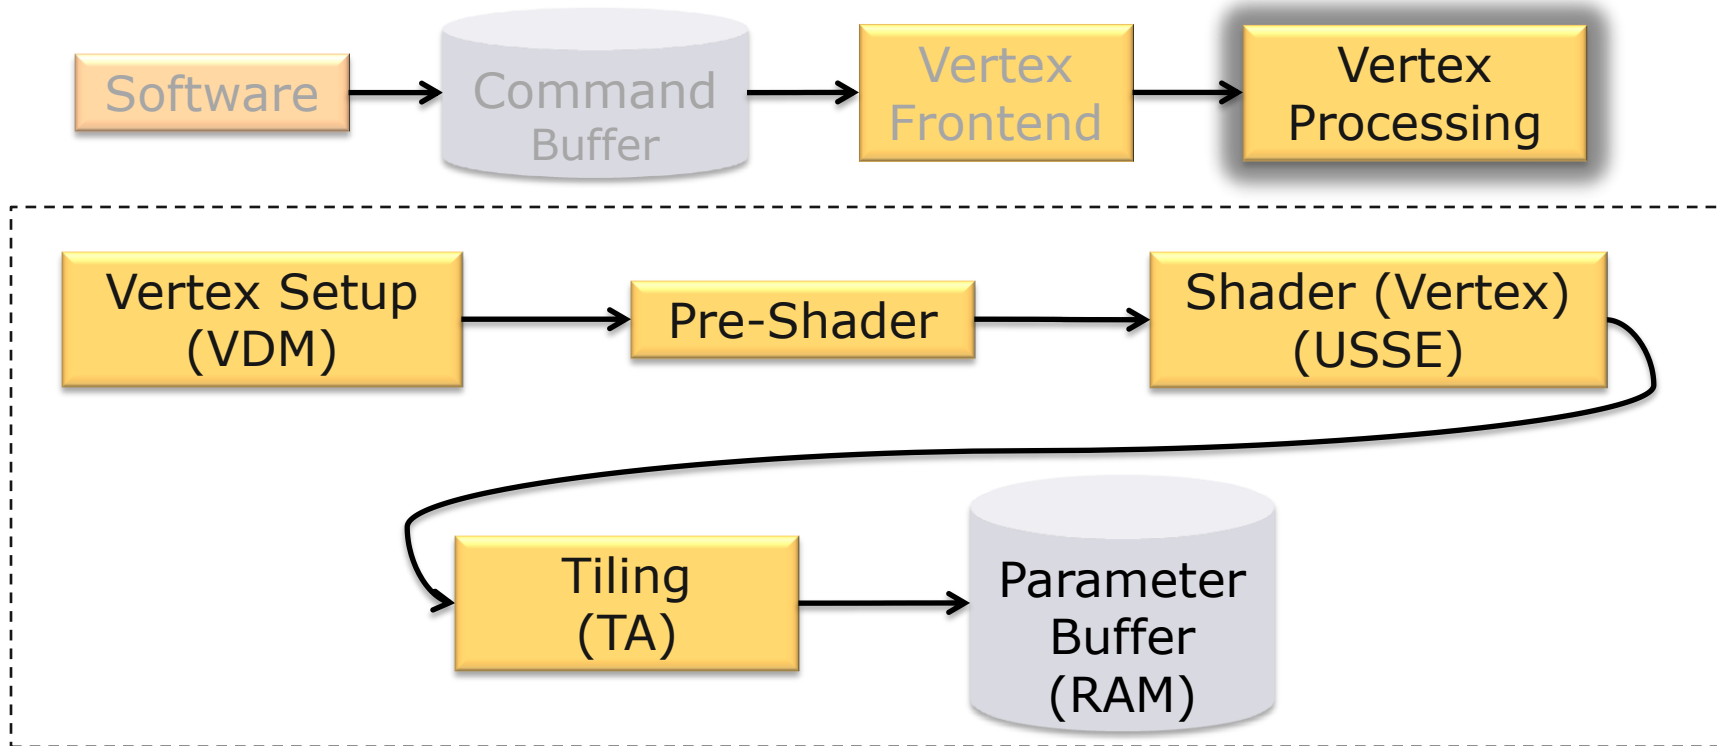 Software
Command
Buffer
Vertex
Frontend
Vertex
Processing
Vertex Setup
(VDM)
Pre-Shader
Shader (Vertex)
(USSE)
Tiling
(TA)
Parameter
Buffer
(RAM)